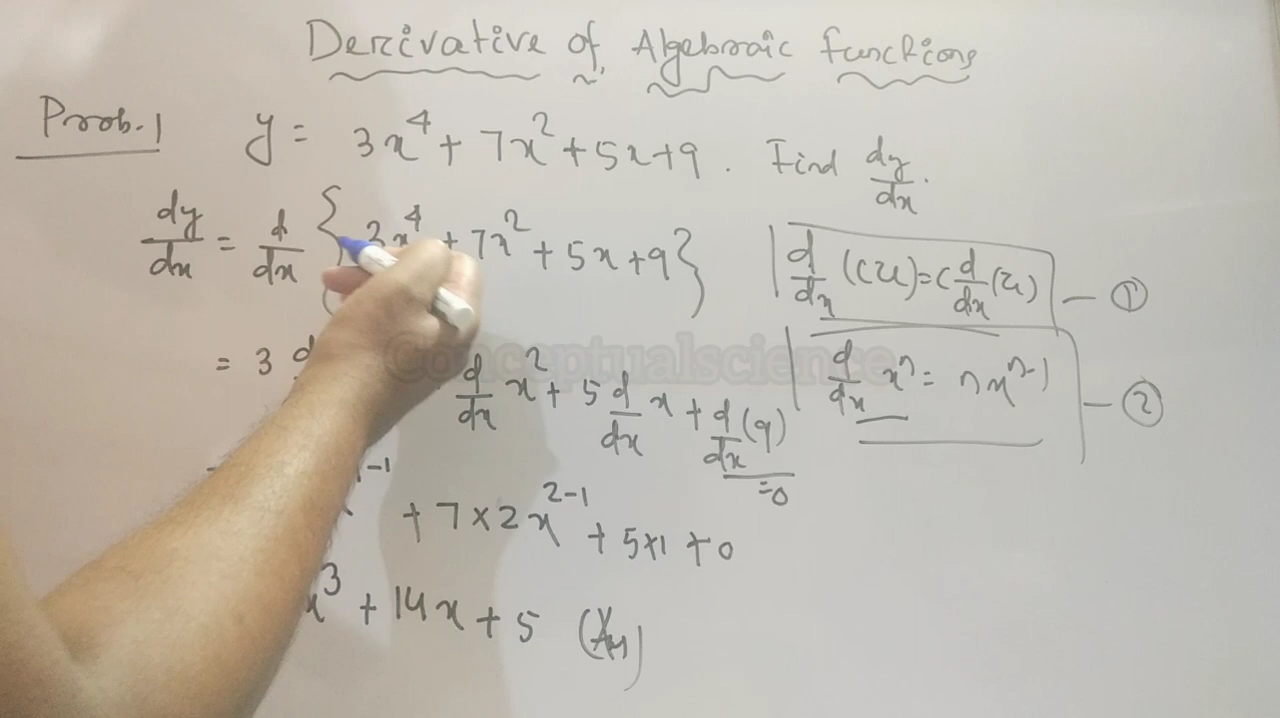 Derivative of Algebraic Functions
Prob.1 y = 3x⁴ + 7x² + 5x + 9 . Find dy/dx.
dy/dx = d/dx { 3x⁴ + 7x² + 5x + 9 }
d/dx (cu) = c d/dx (u) — ①
= 3 d/dx x² + 5 d/dx x + d/dx (9)
=0
d/dx xⁿ = nxⁿ⁻¹ — ②
-1 + 7×2x²⁻¹ + 5×1 + 0
x³ + 14x + 5 (Ans)
Conceptualscience